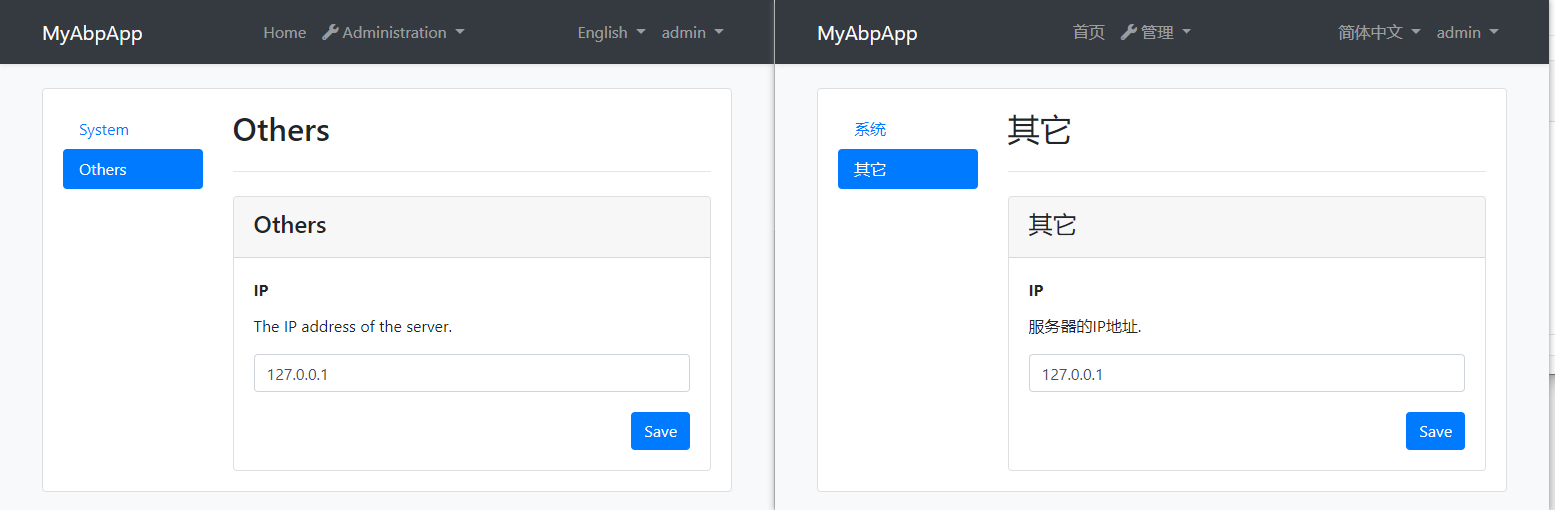 MyAbpApp Home Administration English admin
System
Others
Others
Others
IP
The IP address of the server.
127.0.0.1
Save
MyAbpApp 首页 管理 简体中文 admin
系统
其它
其它
其它
IP
服务器的IP地址.
127.0.0.1
Save